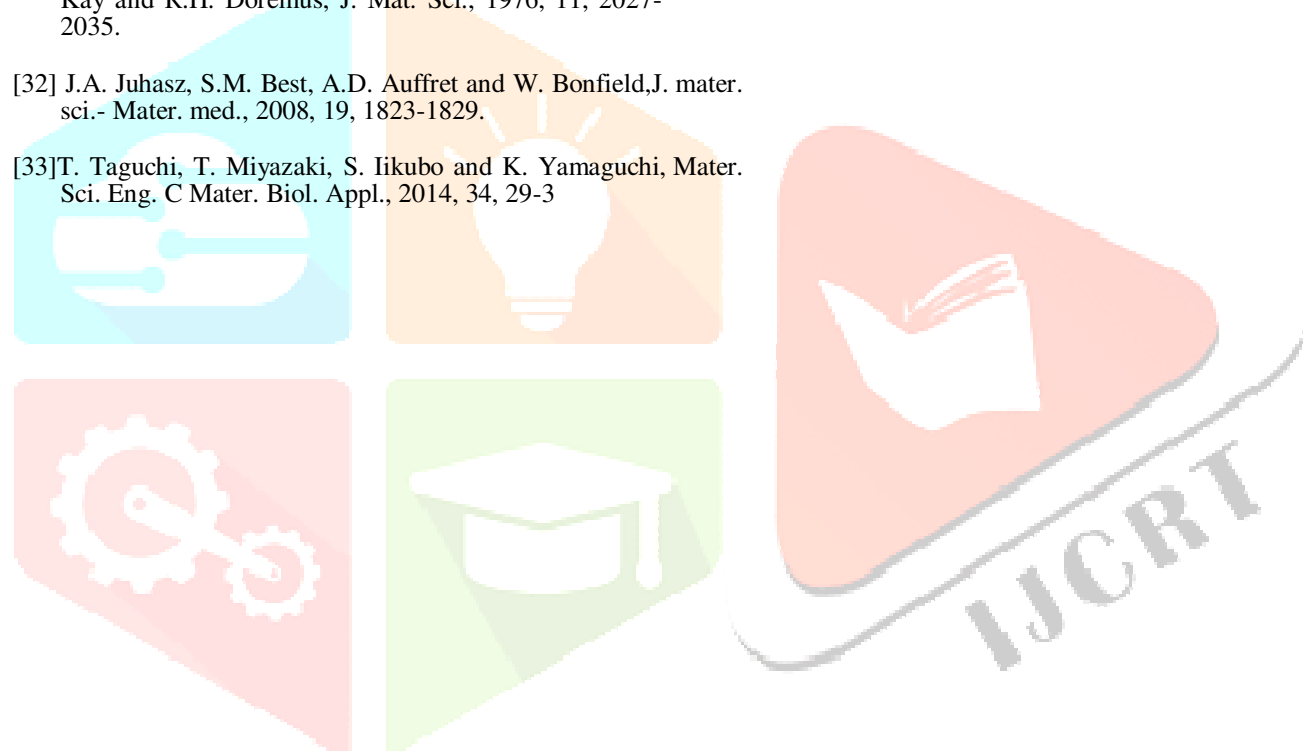 Kay and R.H. Doremus, J. Mat. Sci., 1976, 11, 2027-
2035.
[32] J.A. Juhasz, S.M. Best, A.D. Auffret and W. Bonfield,J. mater.
sci.- Mater. med., 2008, 19, 1823-1829.
[33]T. Taguchi, T. Miyazaki, S. Iikubo and K. Yamaguchi, Mater.
Sci. Eng. C Mater. Biol. Appl., 2014, 34, 29-3
IJCRT